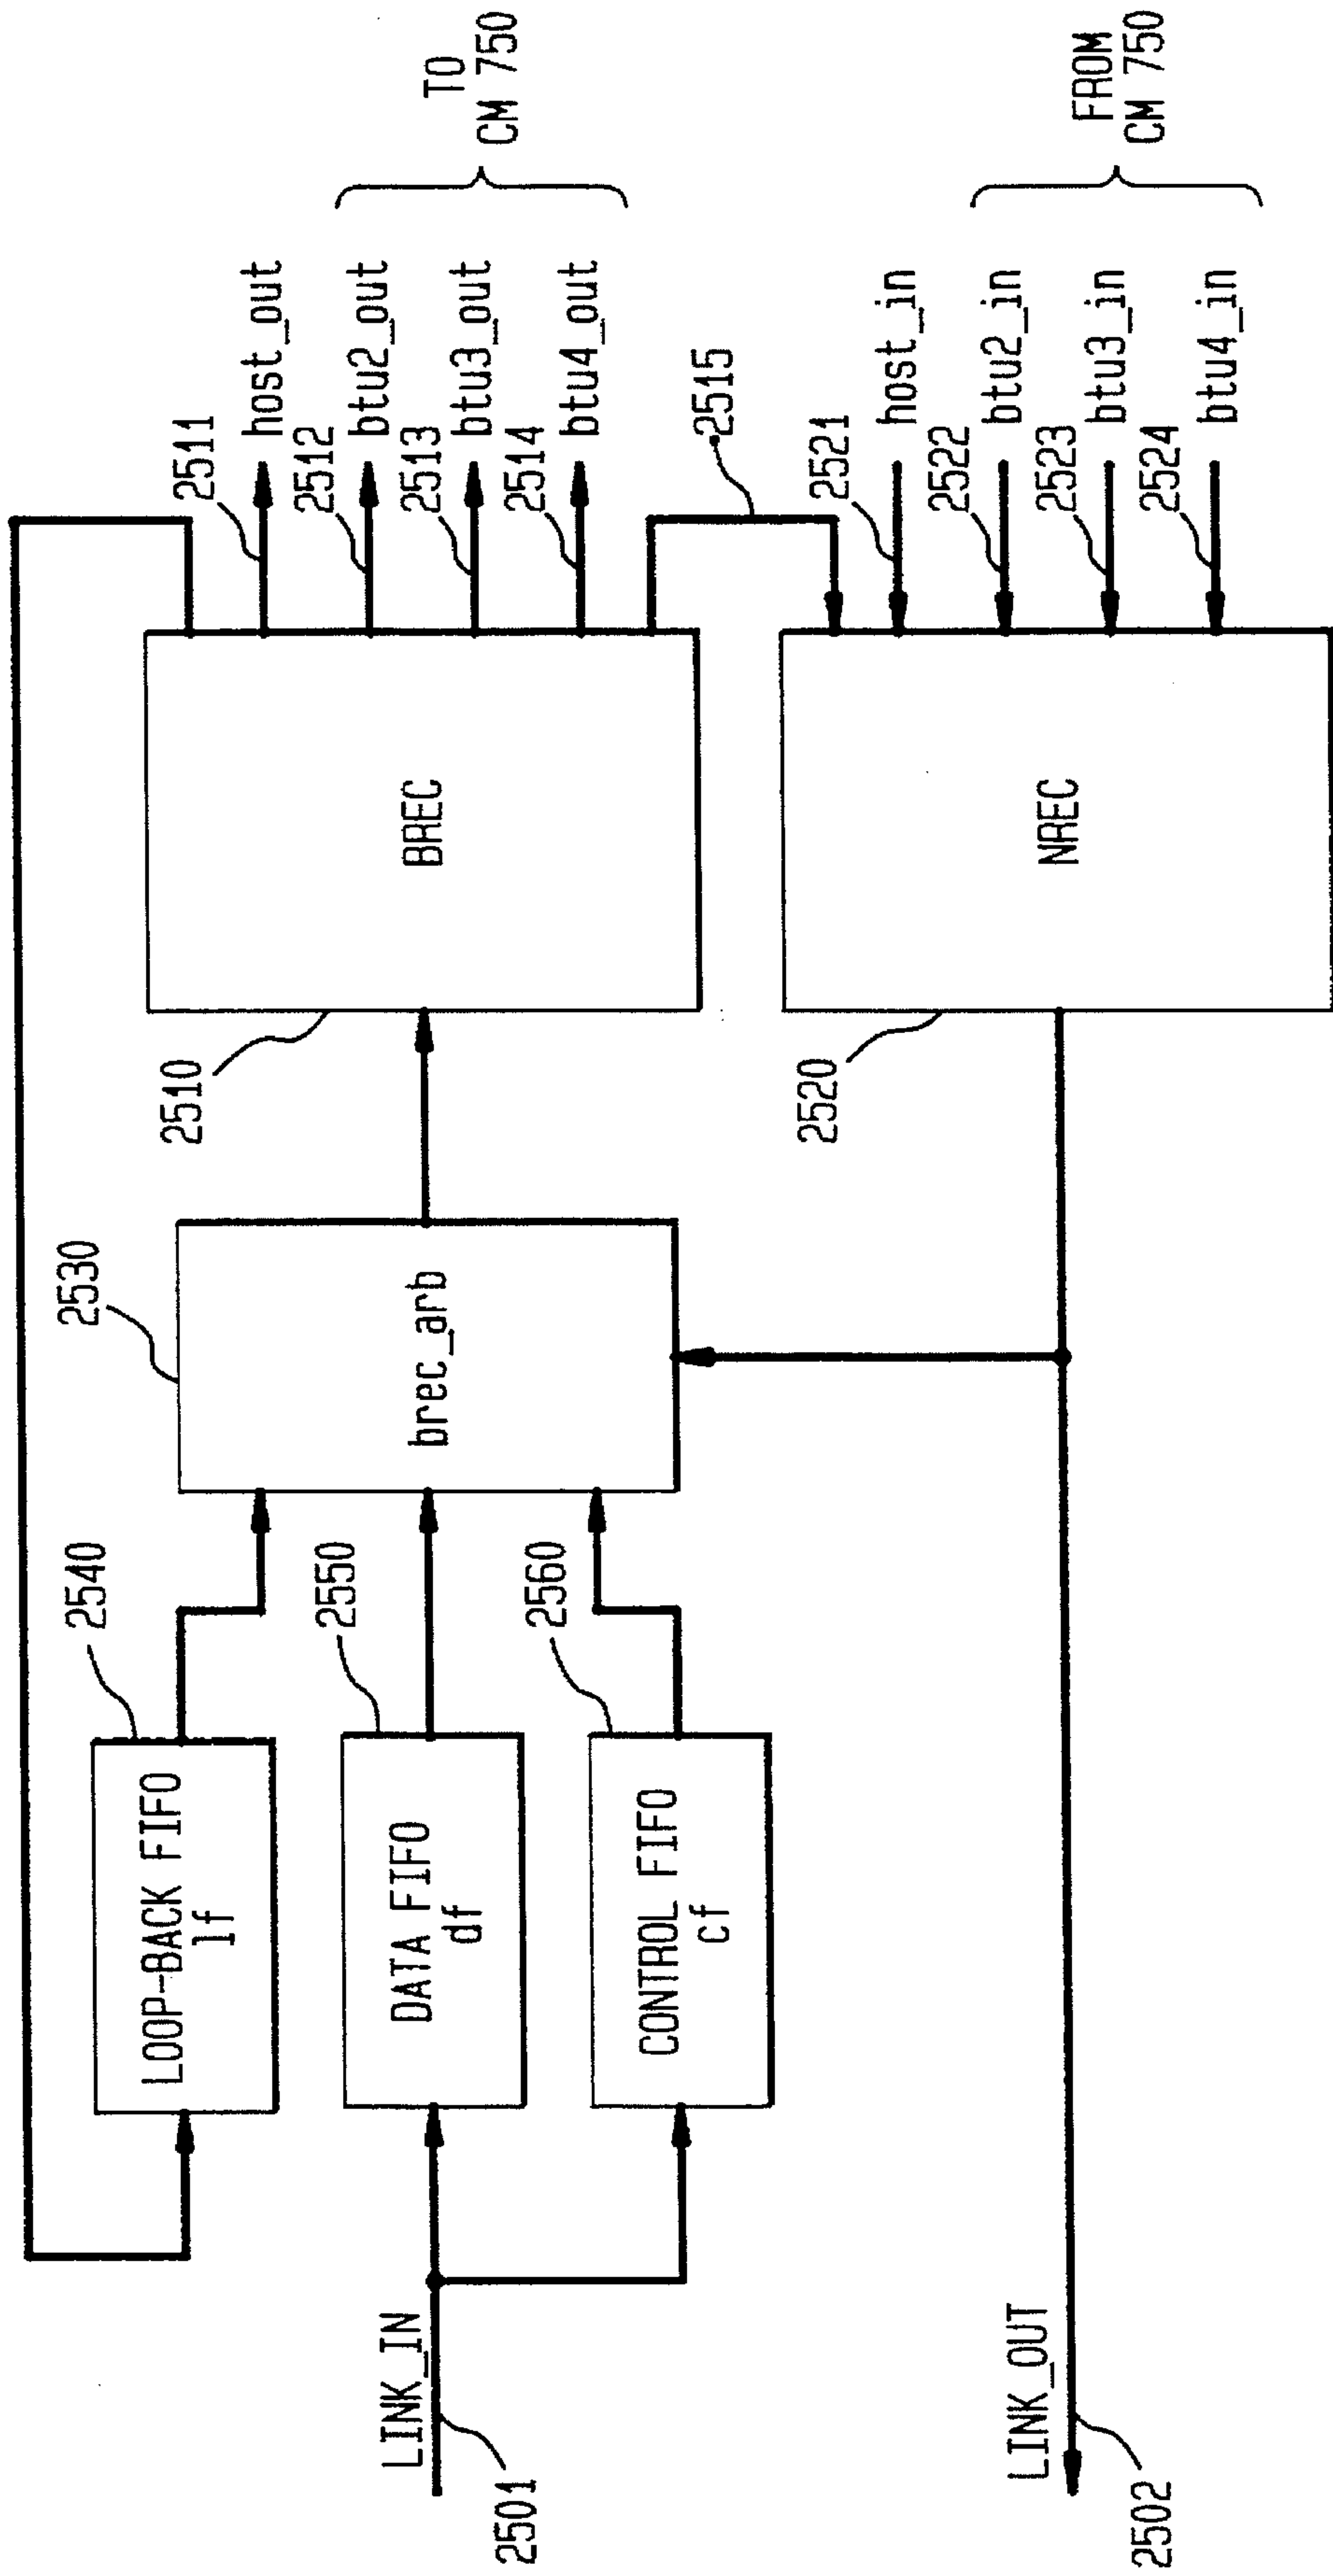 2540
LOOP-BACK FIFO
lf
2550
DATA FIFO
df
2560
CONTROL FIFO
cf
LINK_IN
2501
LINK_OUT
2502
2530
brec_arb
2510
BREC
2520
NREC
2511
host_out
2512
btu2_out
2513
btu3_out
2514
btu4_out
TO
CM 750
2515
2521
host_in
2522
btu2_in
2523
btu3_in
2524
btu4_in
FROM
CM 750